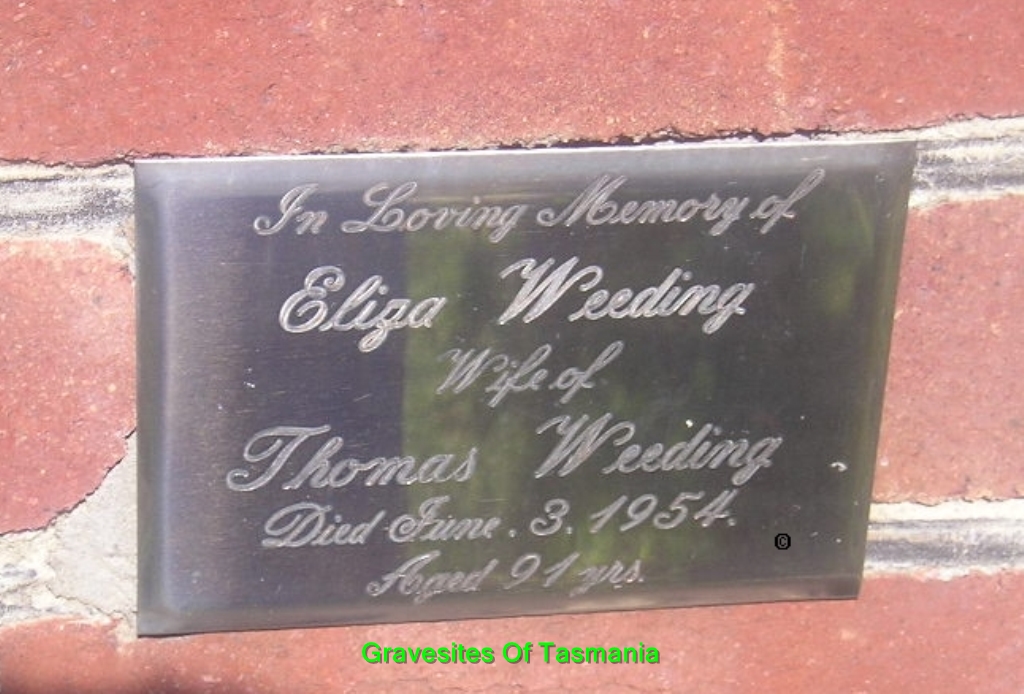 In Loving Memory of
Eliza Weeding
Wife of
Thomas Weeding
Died June. 3. 1954.
Aged 91 yrs.
©
Gravesites Of Tasmania